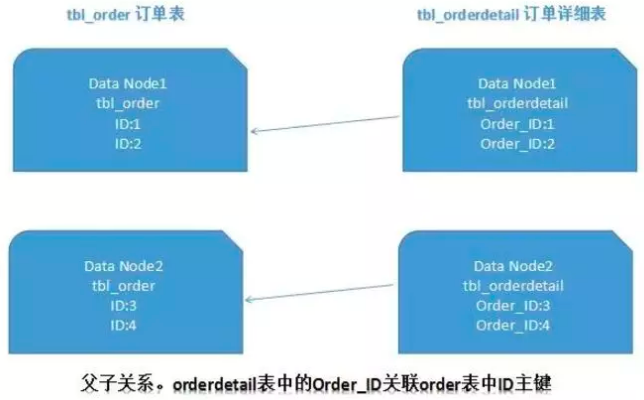 tbl_order 订单表
tbl_orderdetail 订单详细表
Data Node1
tbl_order
ID:1
ID:2
Data Node1
tbl_orderdetail
Order_ID:1
Order_ID:2
Data Node2
tbl_order
ID:3
ID:4
Data Node2
tbl_orderdetail
Order_ID:3
Order_ID:4
父子关系。orderdetail表中的Order_ID关联order表中ID主键